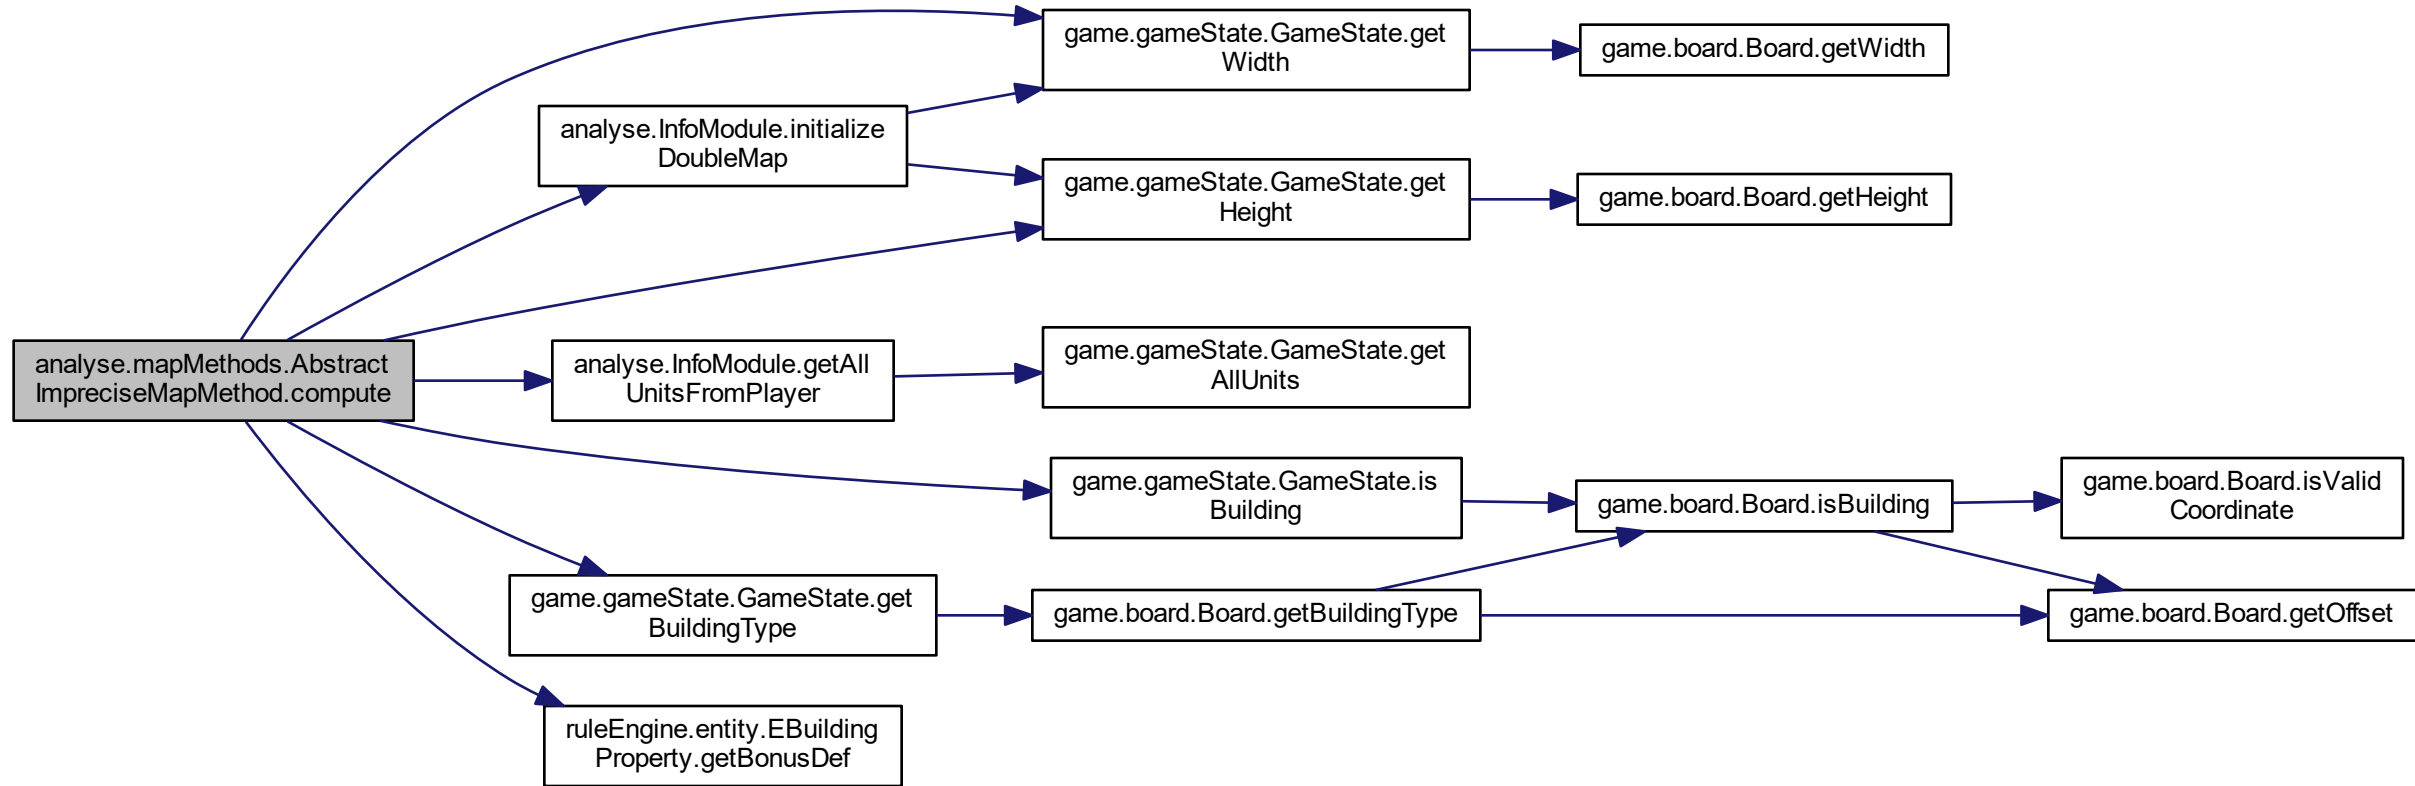 game.gameState.GameState.get
Width
game.board.Board.getWidth
analyse.InfoModule.initialize
DoubleMap
game.gameState.GameState.get
Height
game.board.Board.getHeight
analyse.mapMethods.Abstract
ImpreciseMapMethod.compute
analyse.InfoModule.getAll
UnitsFromPlayer
game.gameState.GameState.get
AllUnits
game.gameState.GameState.is
Building
game.board.Board.isBuilding
game.board.Board.isValid
Coordinate
game.gameState.GameState.get
BuildingType
game.board.Board.getBuildingType
game.board.Board.getOffset
ruleEngine.entity.EBuilding
Property.getBonusDef